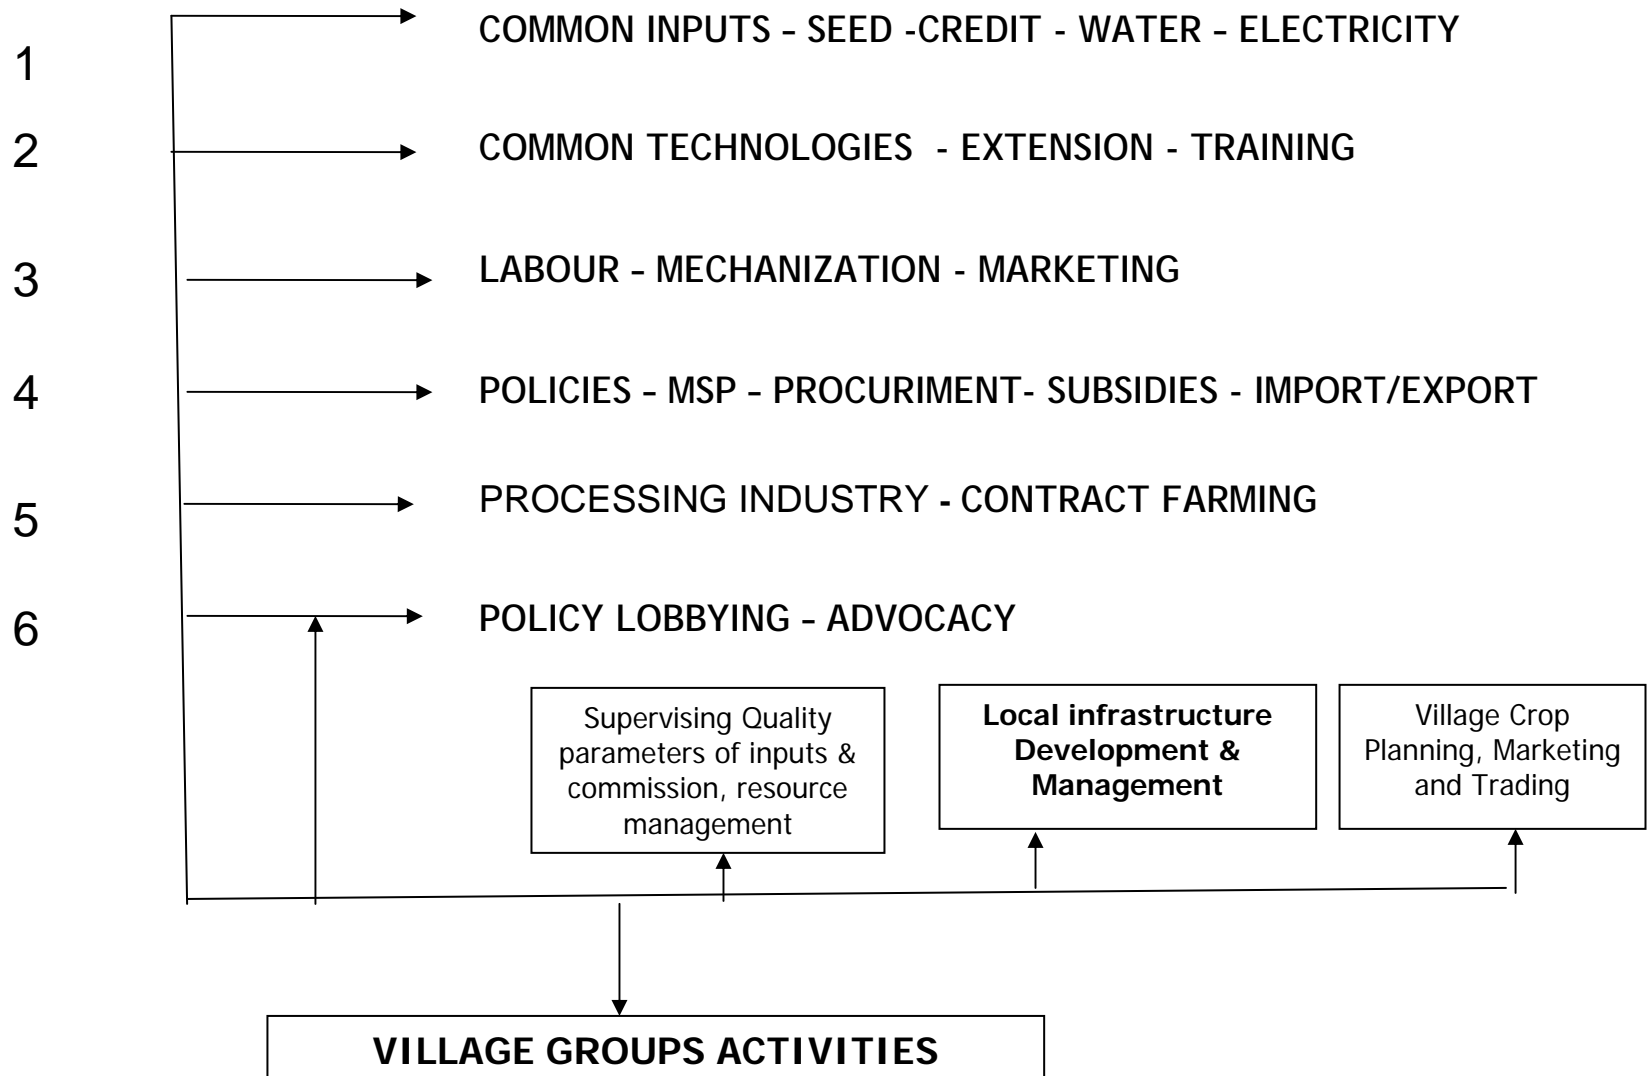 1 COMMON INPUTS – SEED -CREDIT - WATER – ELECTRICITY
2 COMMON TECHNOLOGIES - EXTENSION - TRAINING
3 LABOUR – MECHANIZATION - MARKETING
4 POLICIES – MSP – PROCURIMENT- SUBSIDIES - IMPORT/EXPORT
5 PROCESSING INDUSTRY - CONTRACT FARMING
6 POLICY LOBBYING – ADVOCACY
Supervising Quality
parameters of inputs &
commission, resource
management
Local infrastructure
Development &
Management
Village Crop
Planning, Marketing
and Trading
VILLAGE GROUPS ACTIVITIES